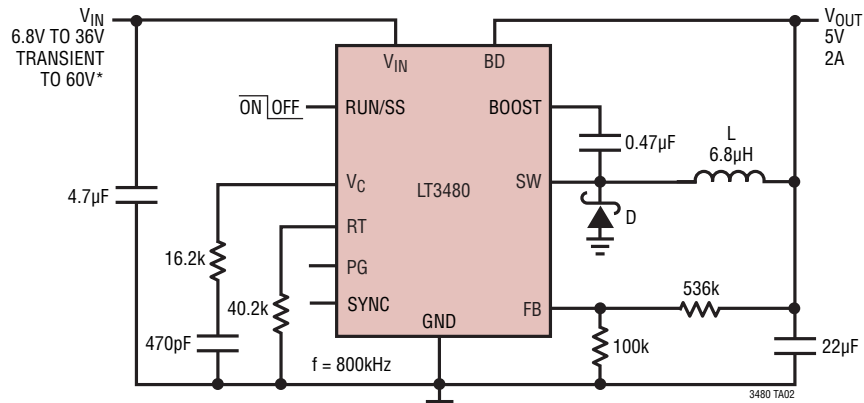 VIN
6.8V TO 36V
TRANSIENT
TO 60V*
VOUT
5V
2A
VIN
BD
ON OFF
RUN/SS
BOOST
0.47µF
L
6.8µH
4.7µF
VC
LT3480
SW
D
RT
16.2k
PG
40.2k
SYNC
FB
536k
GND
470pF
f = 800kHz
100k
22µF
3480 TA02